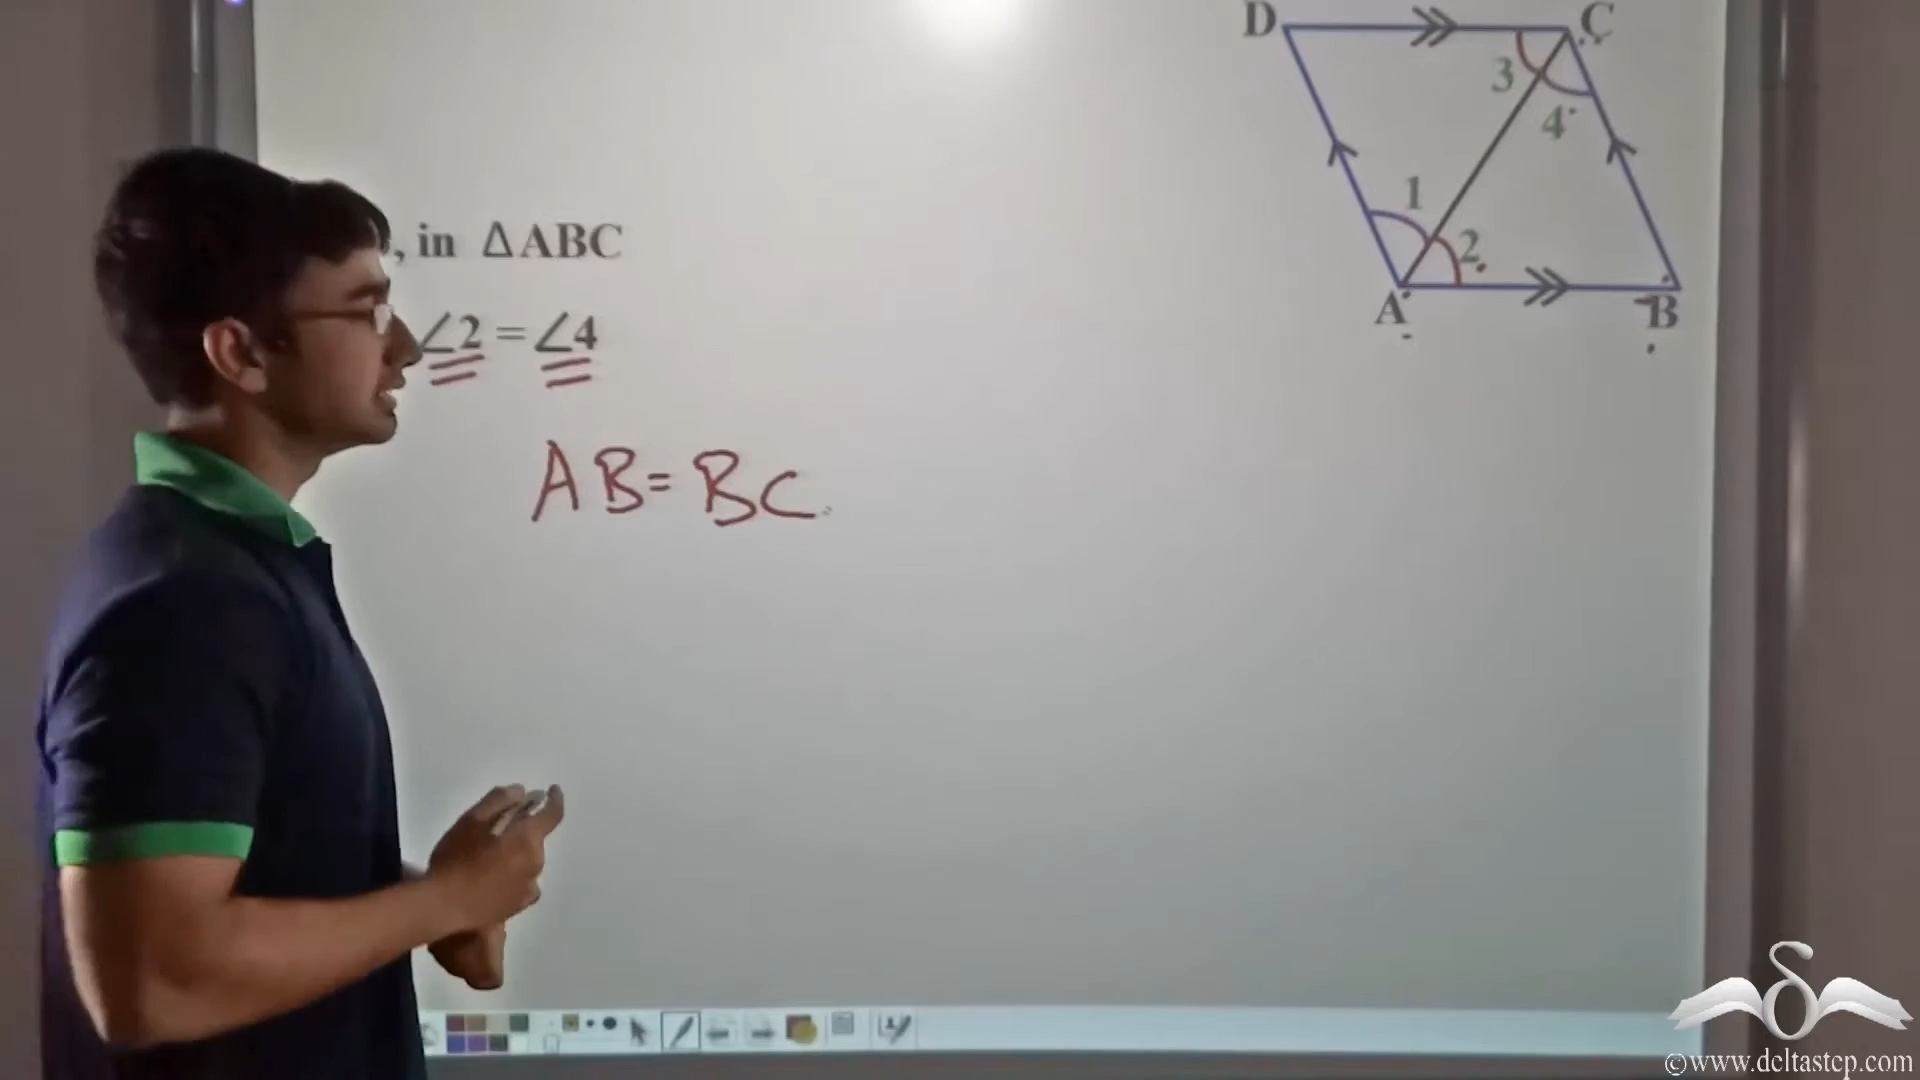 D C
3
4
1
, in ΔABC
2
A B
∠2 = ∠4
AB = BC
©www.deltastep.com